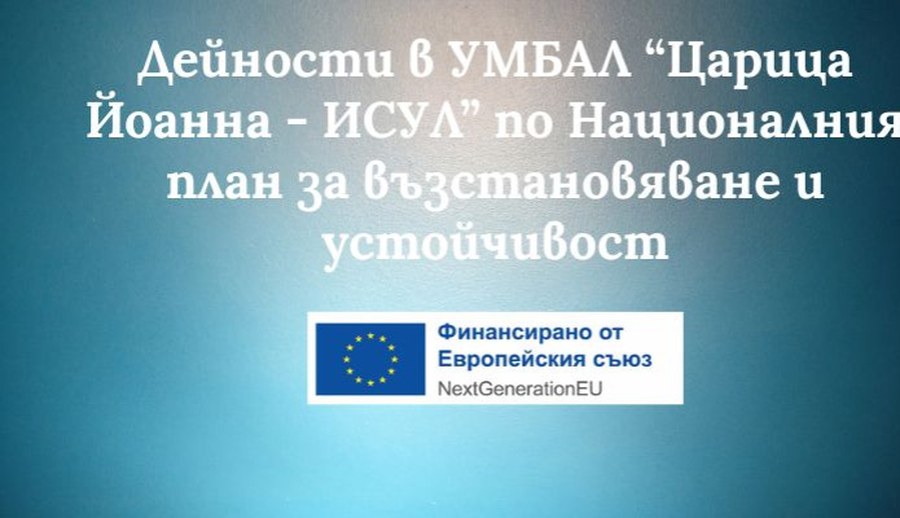 Дейности в УМБАЛ “Царица
Йоанна - ИСУЛ” по Националния
план за възстановяване и
устойчивост
Финансирано от
Европейския съюз
NextGenerationEU